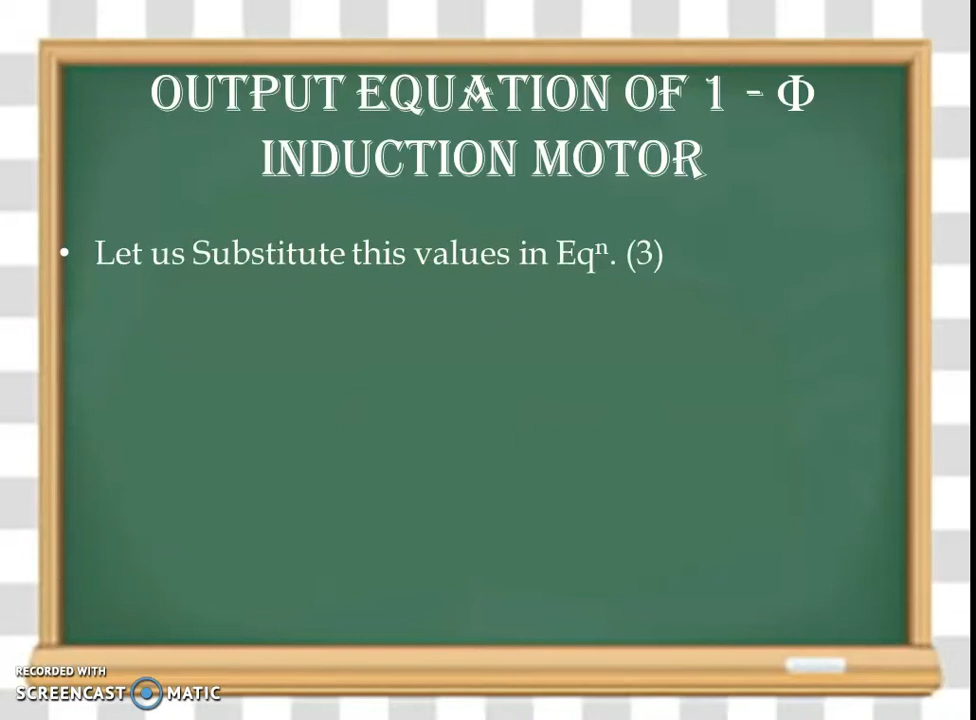 OUTPUT EQUATION OF 1 - Φ
INDUCTION MOTOR
• Let us Substitute this values in Eqⁿ. (3)
RECORDED WITH
SCREENCAST MATIC